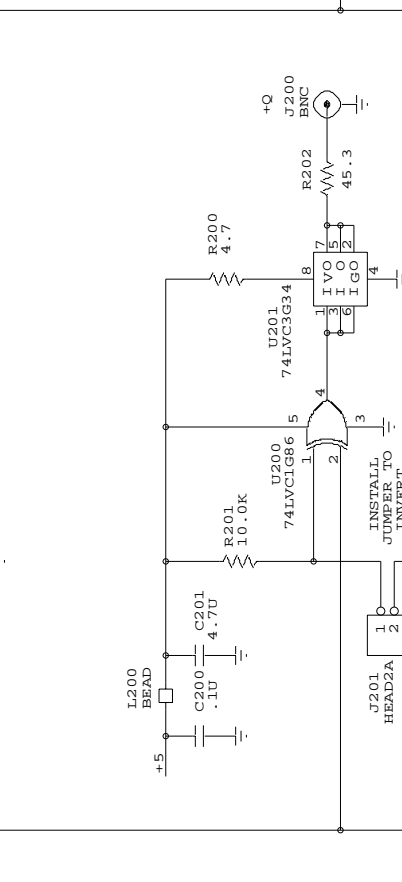 +Q
J200
BNC
R202
45.3
R200
4.7
7 5 2
8
I V O
I I O
I G O
4
U201
74LVC3G34
1 3 6
4
5
3
U200
74LVC1G86
1
2
INSTALL
JUMPER TO
INVERT
R201
10.0K
C201
4.7U
1
2
J201
HEAD2A
L200
BEAD
C200
.1U
+5